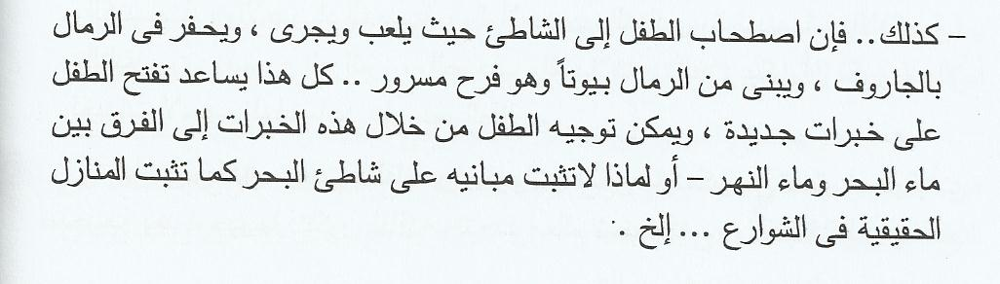 – كذلك.. فإن اصطحاب الطفل إلى الشاطئ حيث يلعب ويجرى ، ويحفر فى الرمال
بالجاروف ، ويبنى من الرمال بيوتاً وهو فرح مسرور .. كل هذا يساعد تفتح الطفل
على خبرات جديدة ، ويمكن توجيه الطفل من خلال هذه الخبرات إلى الفرق بين
ماء البحر وماء النهر – أو لماذا لاتثبت مبانيه على شاطئ البحر كما تثبت المنازل
الحقيقية فى الشوارع ... إلخ .